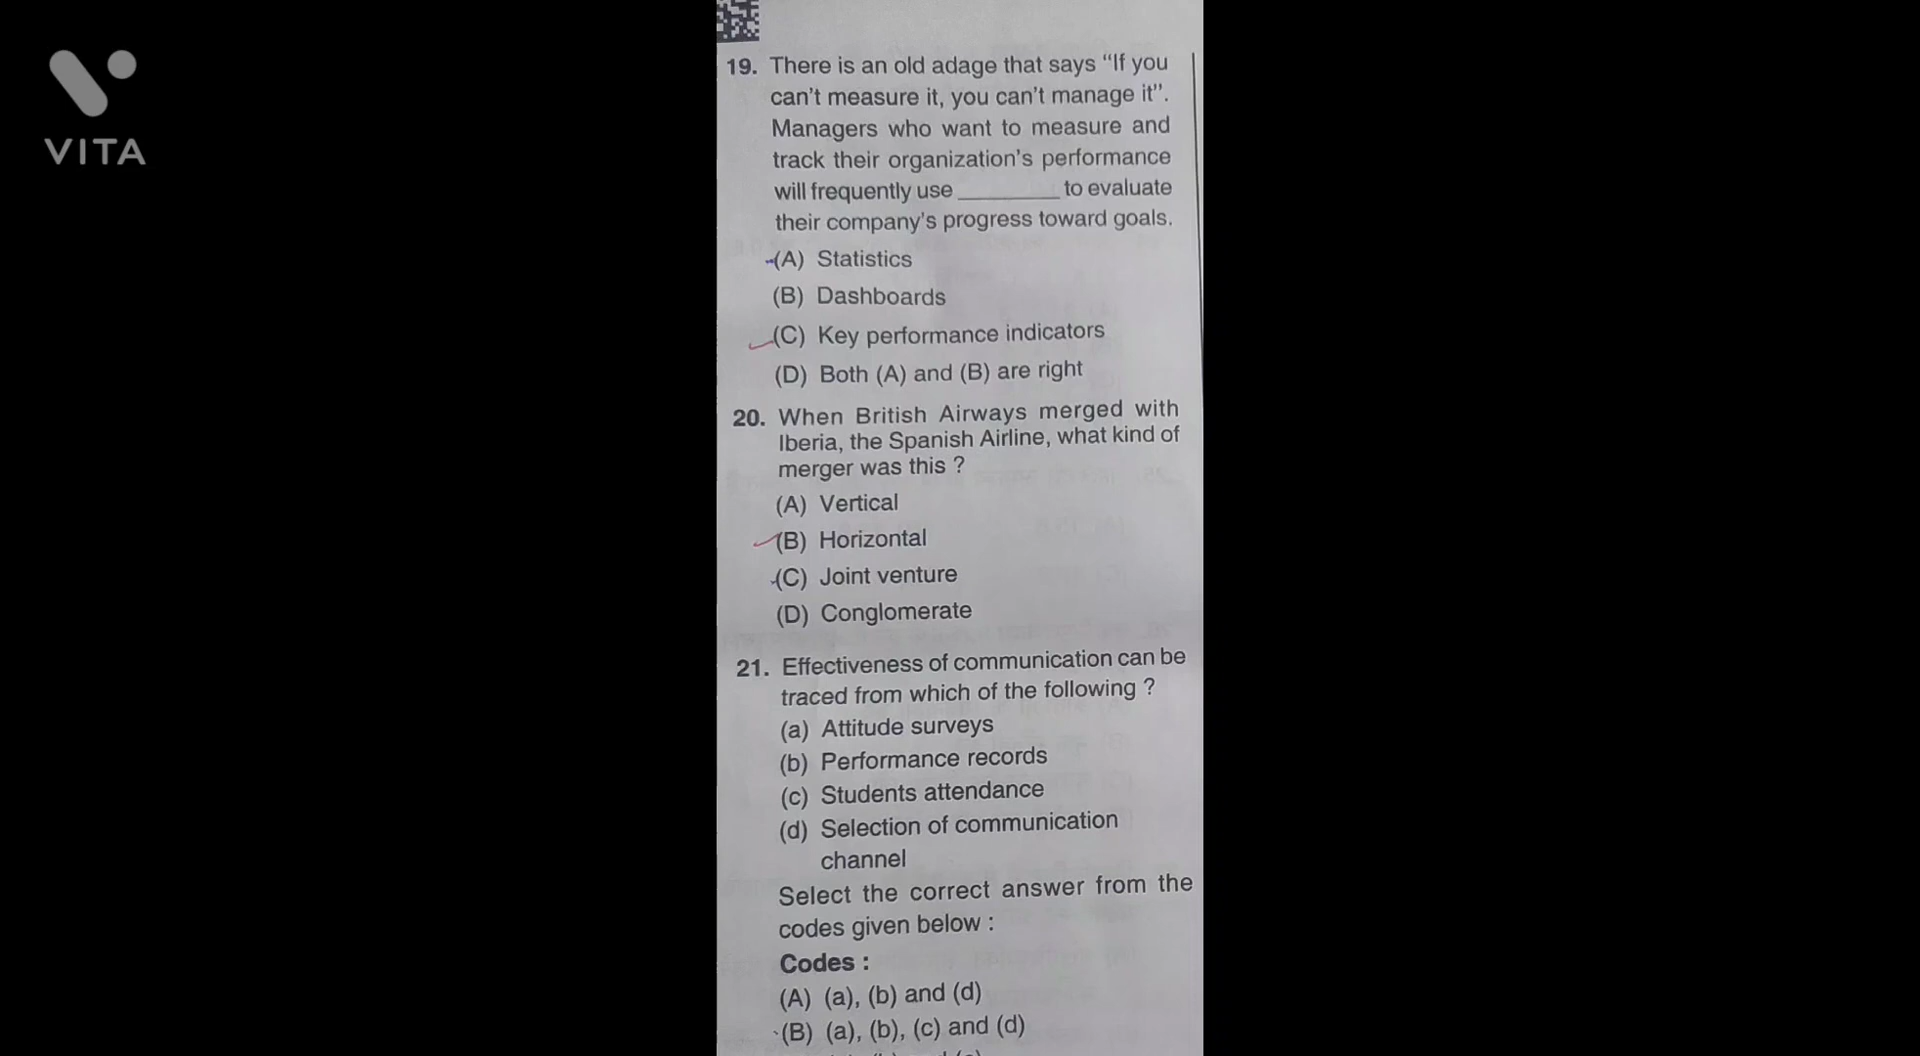 VITA
19. There is an old adage that says “If you
can’t measure it, you can’t manage it”.
Managers who want to measure and
track their organization’s performance
will frequently use ________ to evaluate
their company’s progress toward goals.
(A) Statistics
(B) Dashboards
(C) Key performance indicators
(D) Both (A) and (B) are right
20. When British Airways merged with
Iberia, the Spanish Airline, what kind of
merger was this ?
(A) Vertical
(B) Horizontal
(C) Joint venture
(D) Conglomerate
21. Effectiveness of communication can be
traced from which of the following ?
(a) Attitude surveys
(b) Performance records
(c) Students attendance
(d) Selection of communication
channel
Select the correct answer from the
codes given below :
Codes :
(A) (a), (b) and (d)
(B) (a), (b), (c) and (d)